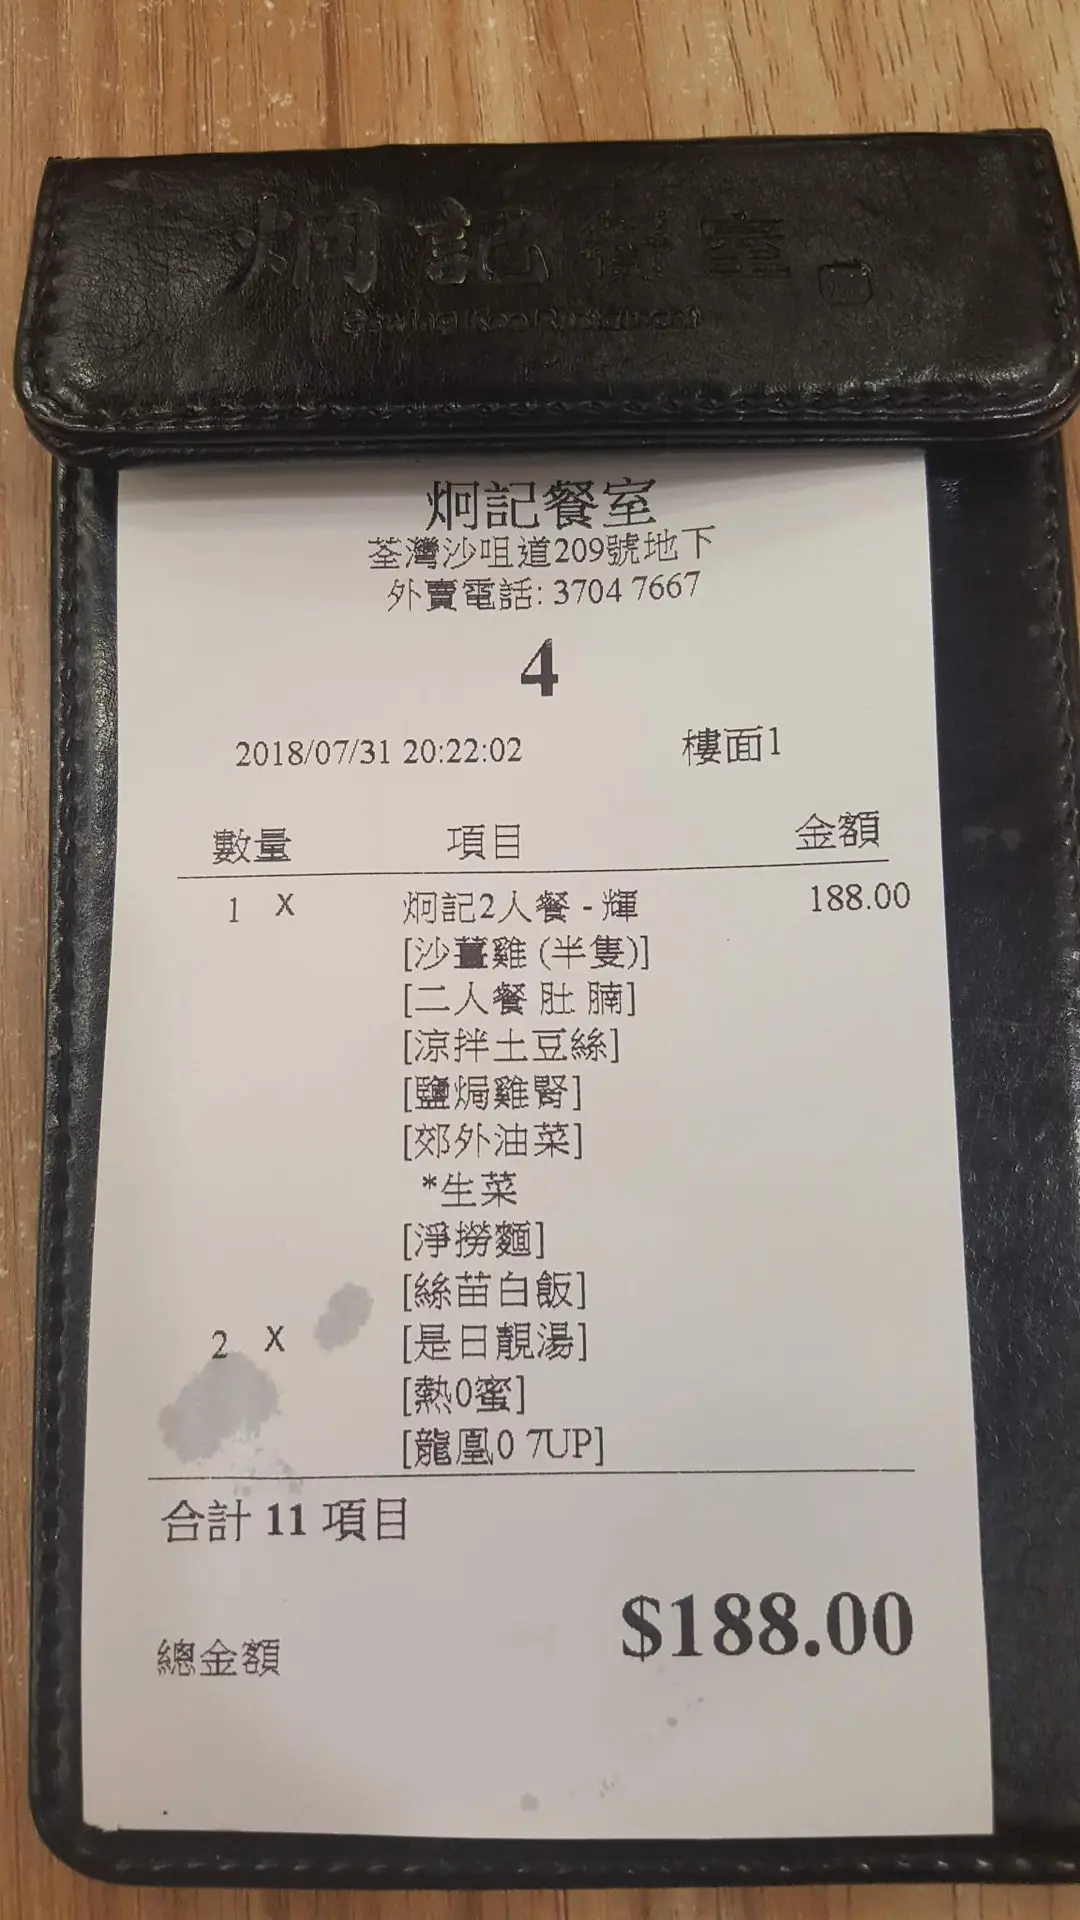 炯記餐室
炯記餐室
荃灣沙咀道209號地下
外賣電話: 3704 7667
4
2018/07/31 20:22:02 樓面1
數量 項目 金額
1 X 炯記2人餐 - 輝 188.00
[沙薑雞 (半隻)]
[二人餐 肚 腩]
[涼拌土豆絲]
[鹽焗雞腎]
[郊外油菜]
*生菜
[淨撈麵]
[絲苗白飯]
2 X [是日靚湯]
[熱0蜜]
[龍凰0 7UP]
合計 11 項目
總金額 $188.00